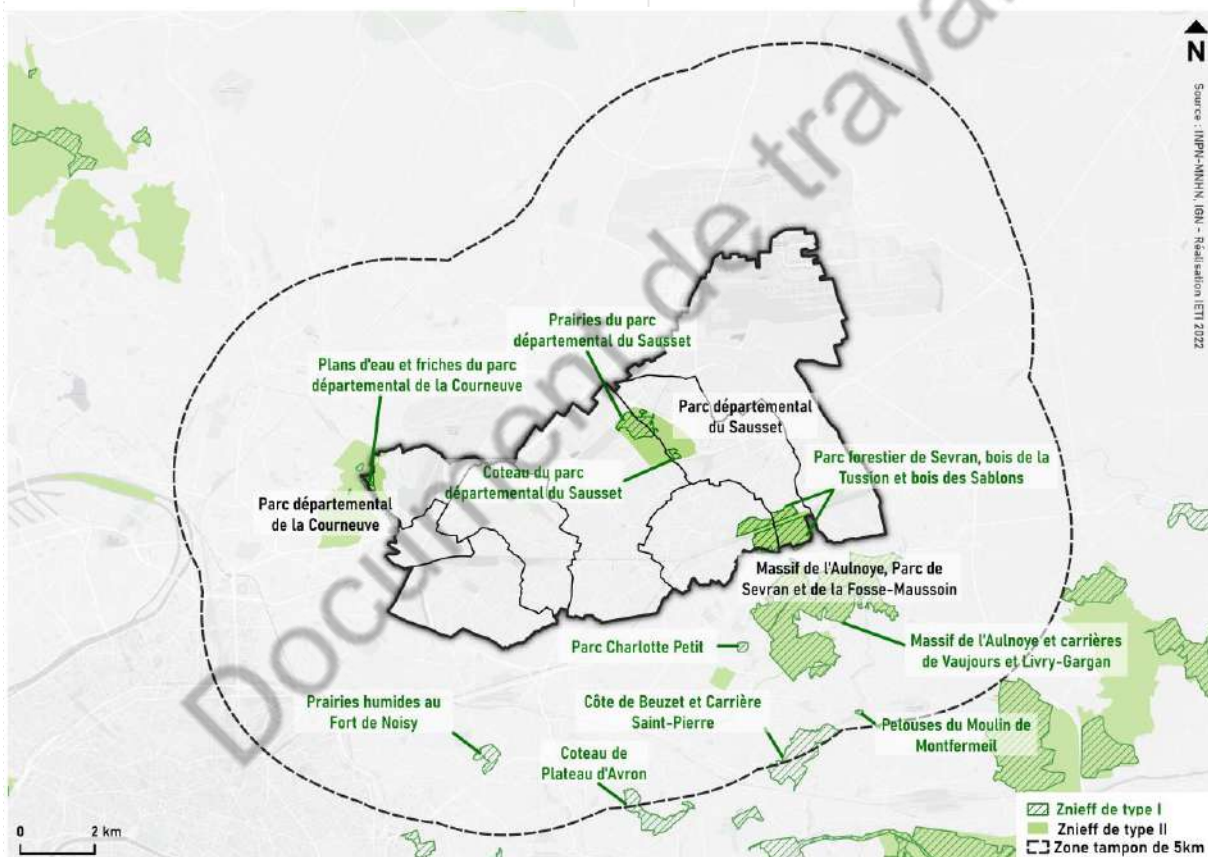 Document de trava
N
Source : INPN-MNHN, IGN - Réalisation IETI 2022
Prairies du parc
départemental du Sausset
Plans d'eau et friches du parc
départemental de la Courneuve
Parc départemental
du Sausset
Coteau du parc
départemental du Sausset
Parc forestier de Sevran, bois de la
Tussion et bois des Sablons
Parc départemental
de la Courneuve
Massif de l'Aulnoye, Parc de
Sevran et de la Fosse-Maussoin
Parc Charlotte Petit
Massif de l'Aulnoye et carrières
de Vaujours et Livry-Gargan
Prairies humides au
Fort de Noisy
Côte de Beuzet et Carrière
Saint-Pierre
Pelouses du Moulin de
Montfermeil
Coteau de
Plateau d'Avron
0 2 km
Znieff de type I
Znieff de type II
Zone tampon de 5km